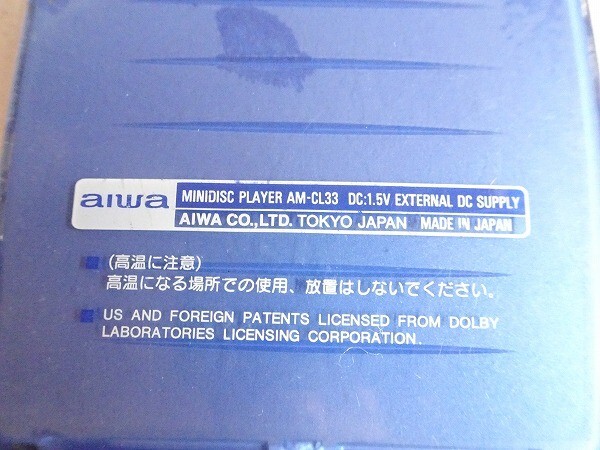 aiwa MINIDISC PLAYER AM-CL33 DC:1.5V EXTERNAL DC SUPPLY
AIWA CO.,LTD. TOKYO JAPAN MADE IN JAPAN
(高温に注意)
高温になる場所での使用、放置はしないでください。
US AND FOREIGN PATENTS LICENSED FROM DOLBY
LABORATORIES LICENSING CORPORATION.